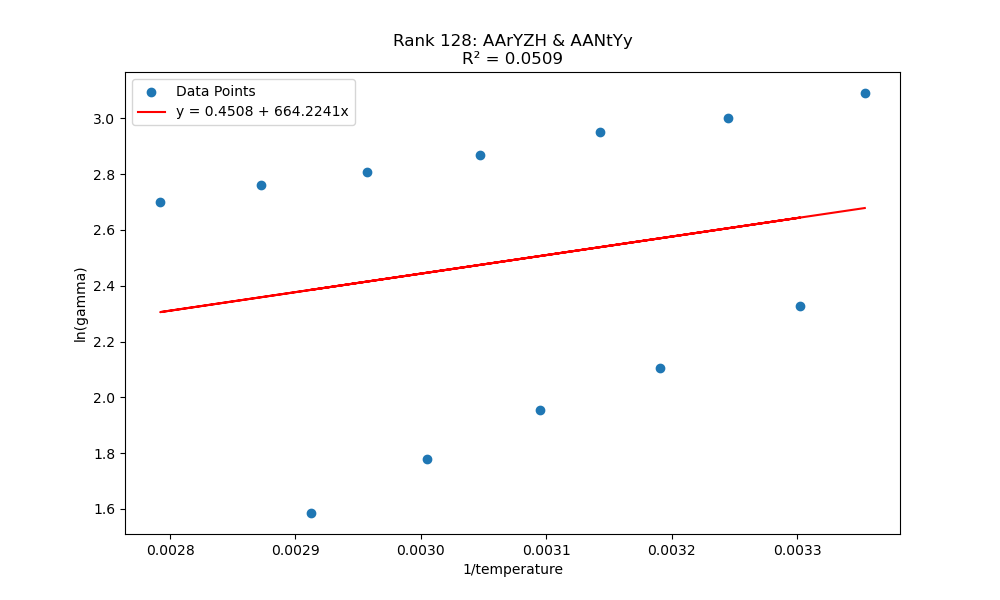 Rank 128: AArYZH & AANtYy
R² = 0.0509
Data Points
y = 0.4508 + 664.2241x
ln(gamma)
3.0
2.8
2.6
2.4
2.2
2.0
1.8
1.6
0.0028
0.0029
0.0030
0.0031
0.0032
0.0033
1/temperature